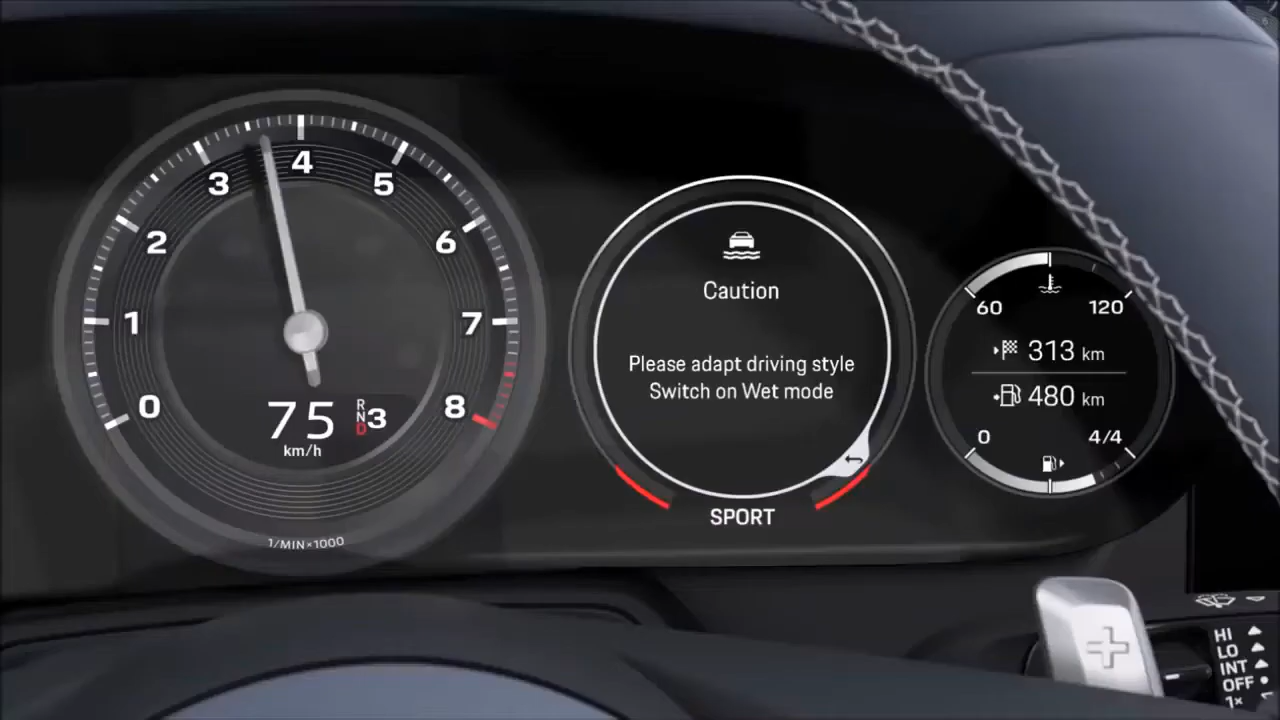 0
1
2
3
4
5
6
7
8
75
km/h
R
N
D
3
1/MIN×1000
Caution
Please adapt driving style
Switch on Wet mode
SPORT
60
120
313 km
480 km
0
4/4
HI
LO
INT
OFF
1×
6